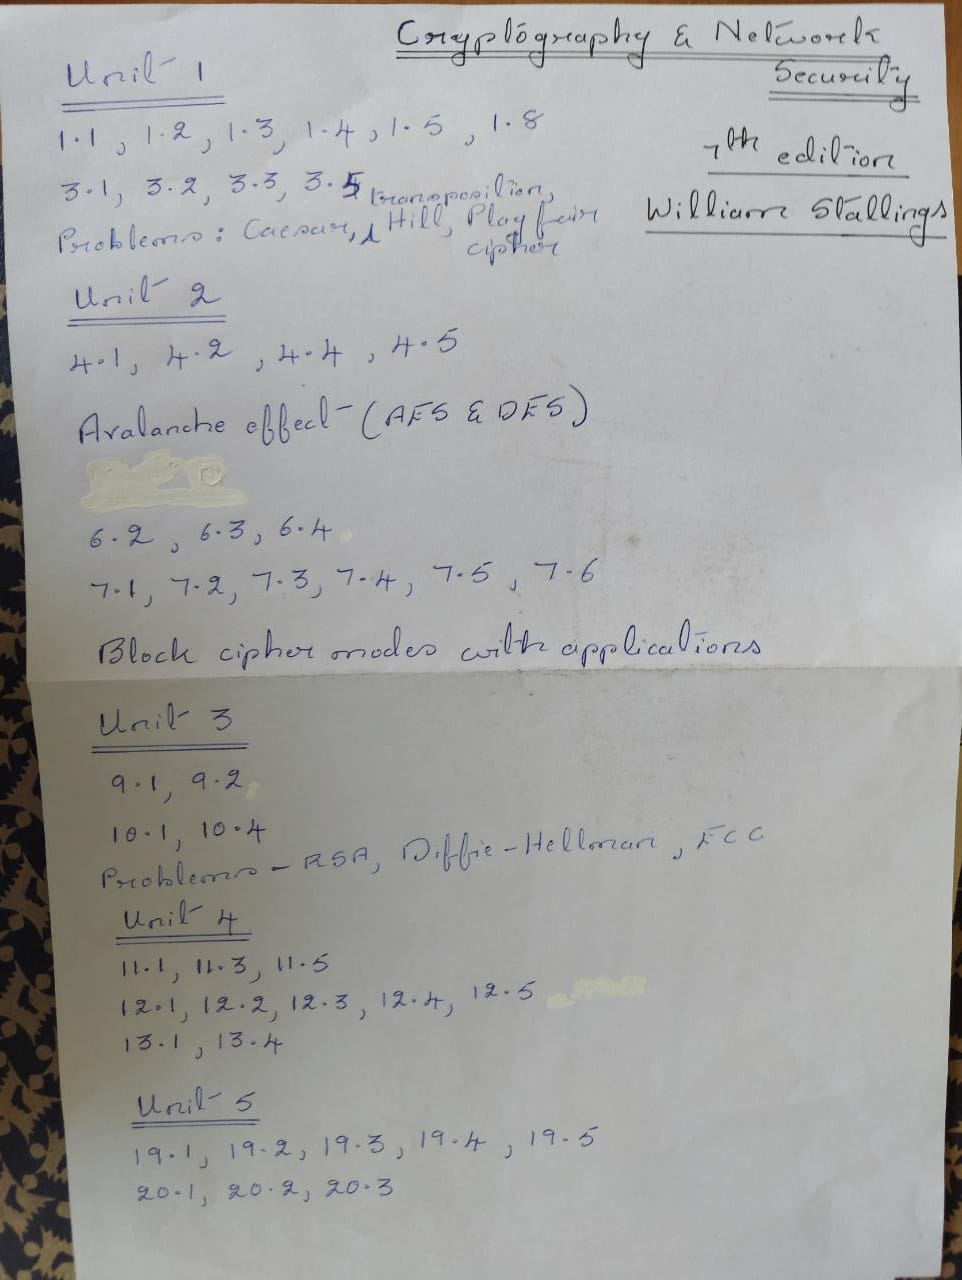 Cryptography & Network
Security
7th edition
William Stallings
Unit 1
1.1, 1.2, 1.3, 1.4, 1.5, 1.8
3.1, 3.2, 3.3, 3.5
transposition,
Problems: Caesar, Hill, Playfair
cipher
Unit 2
4.1, 4.2, 4.4, 4.5
Avalanche effect - (AES & DES)
6.2, 6.3, 6.4
7.1, 7.2, 7.3, 7.4, 7.5, 7.6
Block cipher modes with applications
Unit 3
9.1, 9.2
10.1, 10.4
Problems - RSA, Diffie-Hellman, ECC
Unit 4
11.1, 11.3, 11.5
12.1, 12.2, 12.3, 12.4, 12.5
13.1, 13.4
Unit 5
19.1, 19.2, 19.3, 19.4, 19.5
20.1, 20.2, 20.3